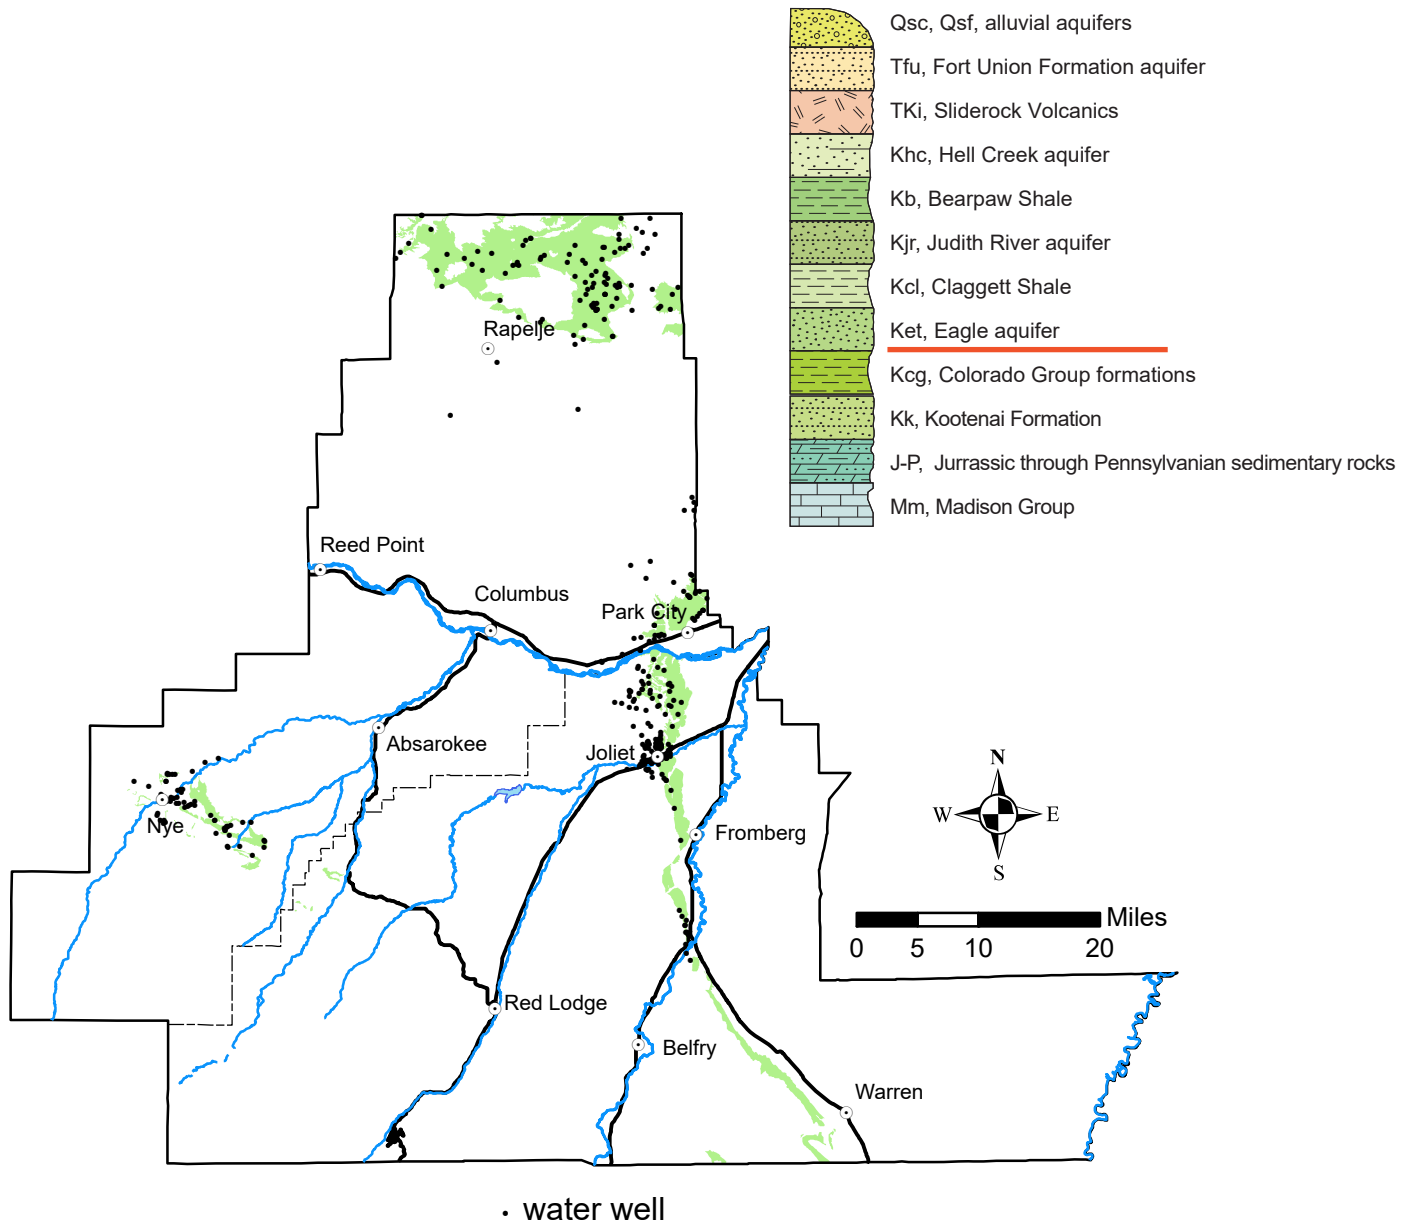 Qsc, Qsf, alluvial aquifers
Tfu, Fort Union Formation aquifer
TKi, Sliderock Volcanics
Khc, Hell Creek aquifer
Kb, Bearpaw Shale
Kjr, Judith River aquifer
Kcl, Claggett Shale
Ket, Eagle aquifer
Kcg, Colorado Group formations
Kk, Kootenai Formation
J-P, Jurrassic through Pennsylvanian sedimentary rocks
Mm, Madison Group
Rapelje
Reed Point
Columbus
Park City
Absarokee
Joliet
Nye
Fromberg
Red Lodge
Belfry
Warren
N
W E
S
Miles
0 5 10 20
water well